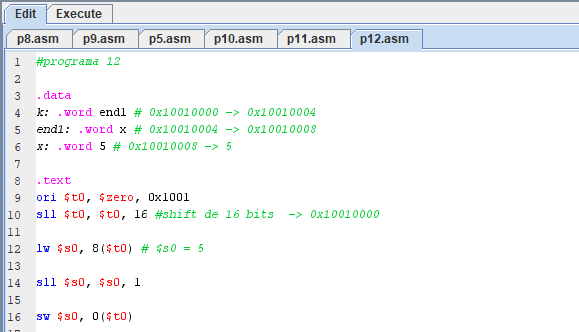 Edit Execute
p8.asm p9.asm p5.asm p10.asm p11.asm p12.asm
1 #programa 12
2
3 .data
4 k: .word end1 # 0x10010000 -> 0x10010004
5 end1: .word x # 0x10010004 -> 0x10010008
6 x: .word 5 # 0x10010008 -> 5
7
8 .text
9 ori $t0, $zero, 0x1001
10 sll $t0, $t0, 16 #shift de 16 bits -> 0x10010000
11
12 lw $s0, 8($t0) # $s0 = 5
13
14 sll $s0, $s0, 1
15
16 sw $s0, 0($t0)